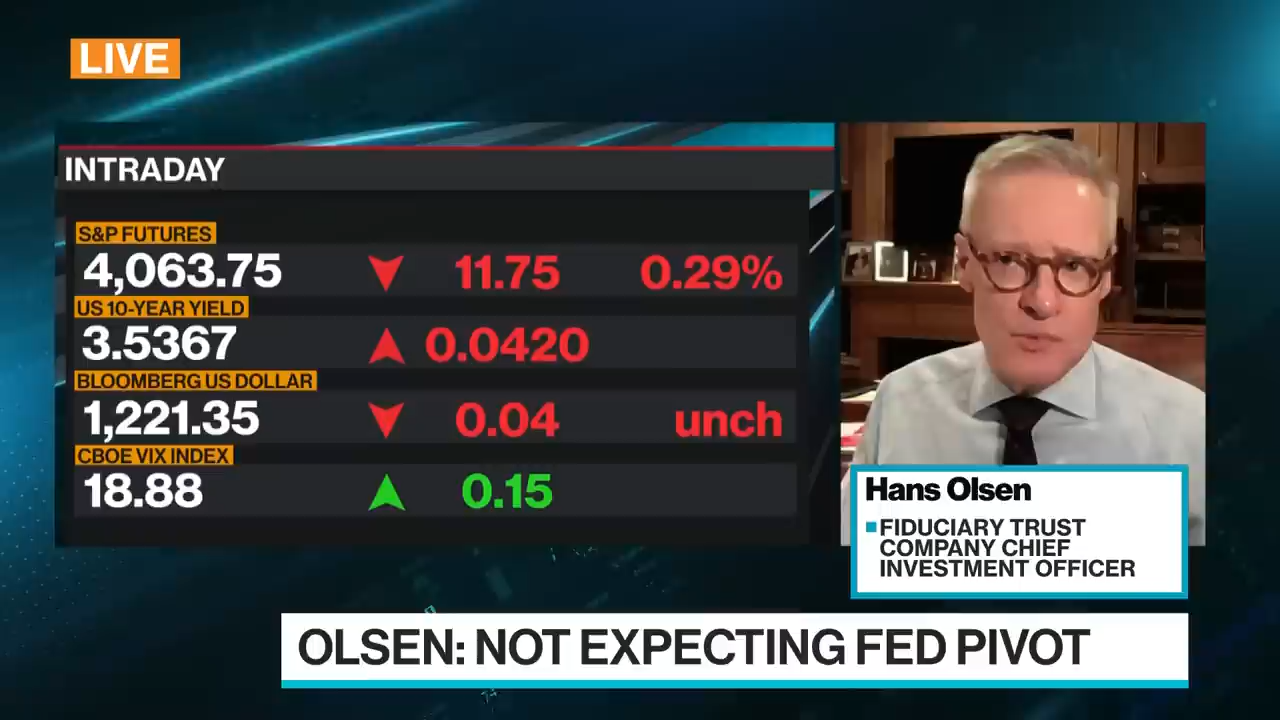 LIVE
INTRADAY
S&P FUTURES
4,063.75 ▼ 11.75 0.29%
US 10-YEAR YIELD
3.5367 ▲ 0.0420
BLOOMBERG US DOLLAR
1,221.35 ▼ 0.04 unch
CBOE VIX INDEX
18.88 ▲ 0.15
Hans Olsen
FIDUCIARY TRUST
COMPANY CHIEF
INVESTMENT OFFICER
OLSEN: NOT EXPECTING FED PIVOT